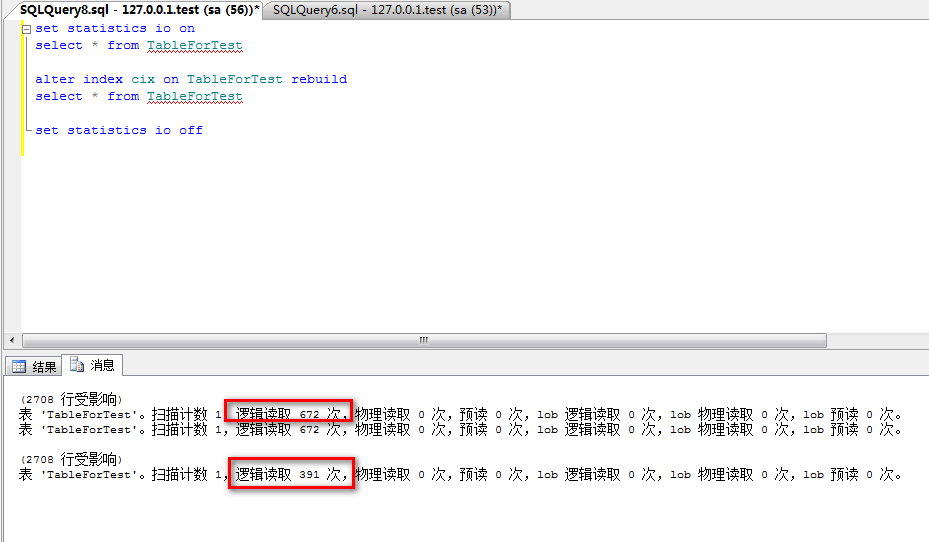 SQLQuery8.sql - 127.0.0.1.test (sa (56))* SQLQuery6.sql - 127.0.0.1.test (sa (53))*
set statistics io on
select * from TableForTest
alter index cix on TableForTest rebuild
select * from TableForTest
set statistics io off
结果 消息
(2708 行受影响)
表 'TableForTest'。扫描计数 1，逻辑读取 672 次，物理读取 0 次，预读 0 次，lob 逻辑读取 0 次，lob 物理读取 0 次，lob 预读 0 次。
表 'TableForTest'。扫描计数 1，逻辑读取 672 次，物理读取 0 次，预读 0 次，lob 逻辑读取 0 次，lob 物理读取 0 次，lob 预读 0 次。
(2708 行受影响)
表 'TableForTest'。扫描计数 1，逻辑读取 391 次，物理读取 0 次，预读 0 次，lob 逻辑读取 0 次，lob 物理读取 0 次，lob 预读 0 次。